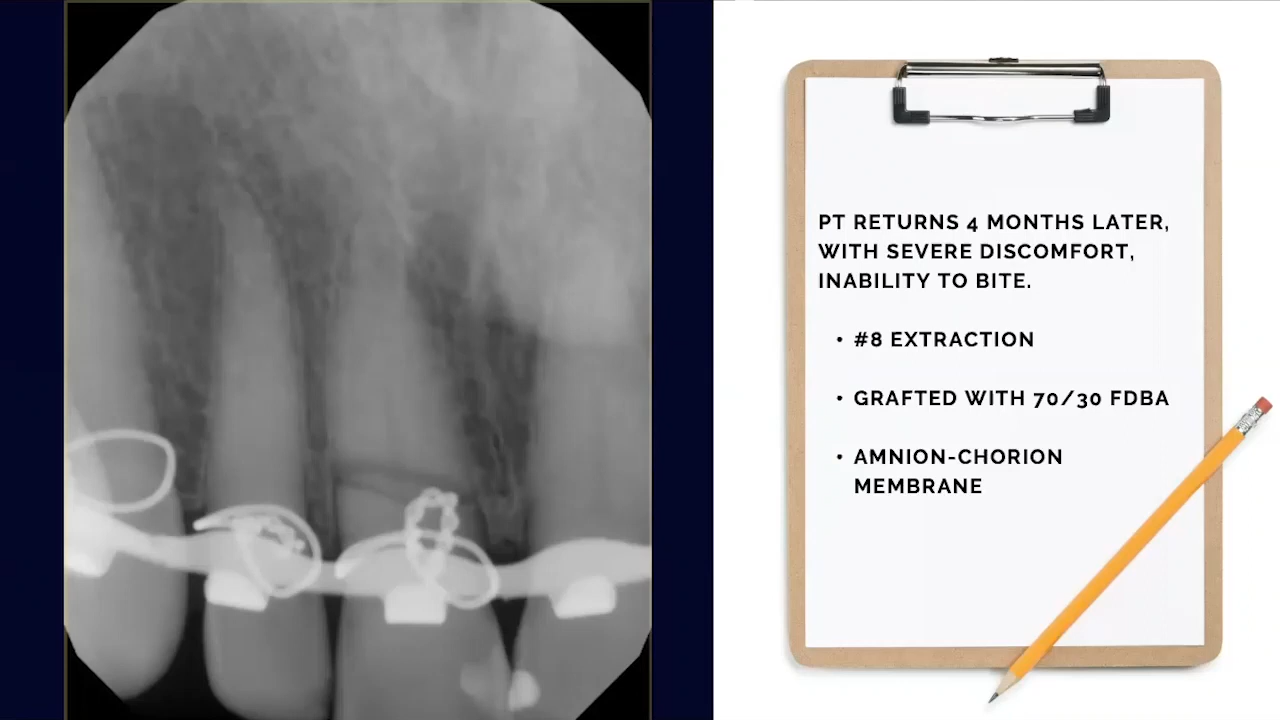 PT RETURNS 4 MONTHS LATER,
WITH SEVERE DISCOMFORT,
INABILITY TO BITE.
• #8 EXTRACTION
• GRAFTED WITH 70/30 FDBA
• AMNION-CHORION
MEMBRANE